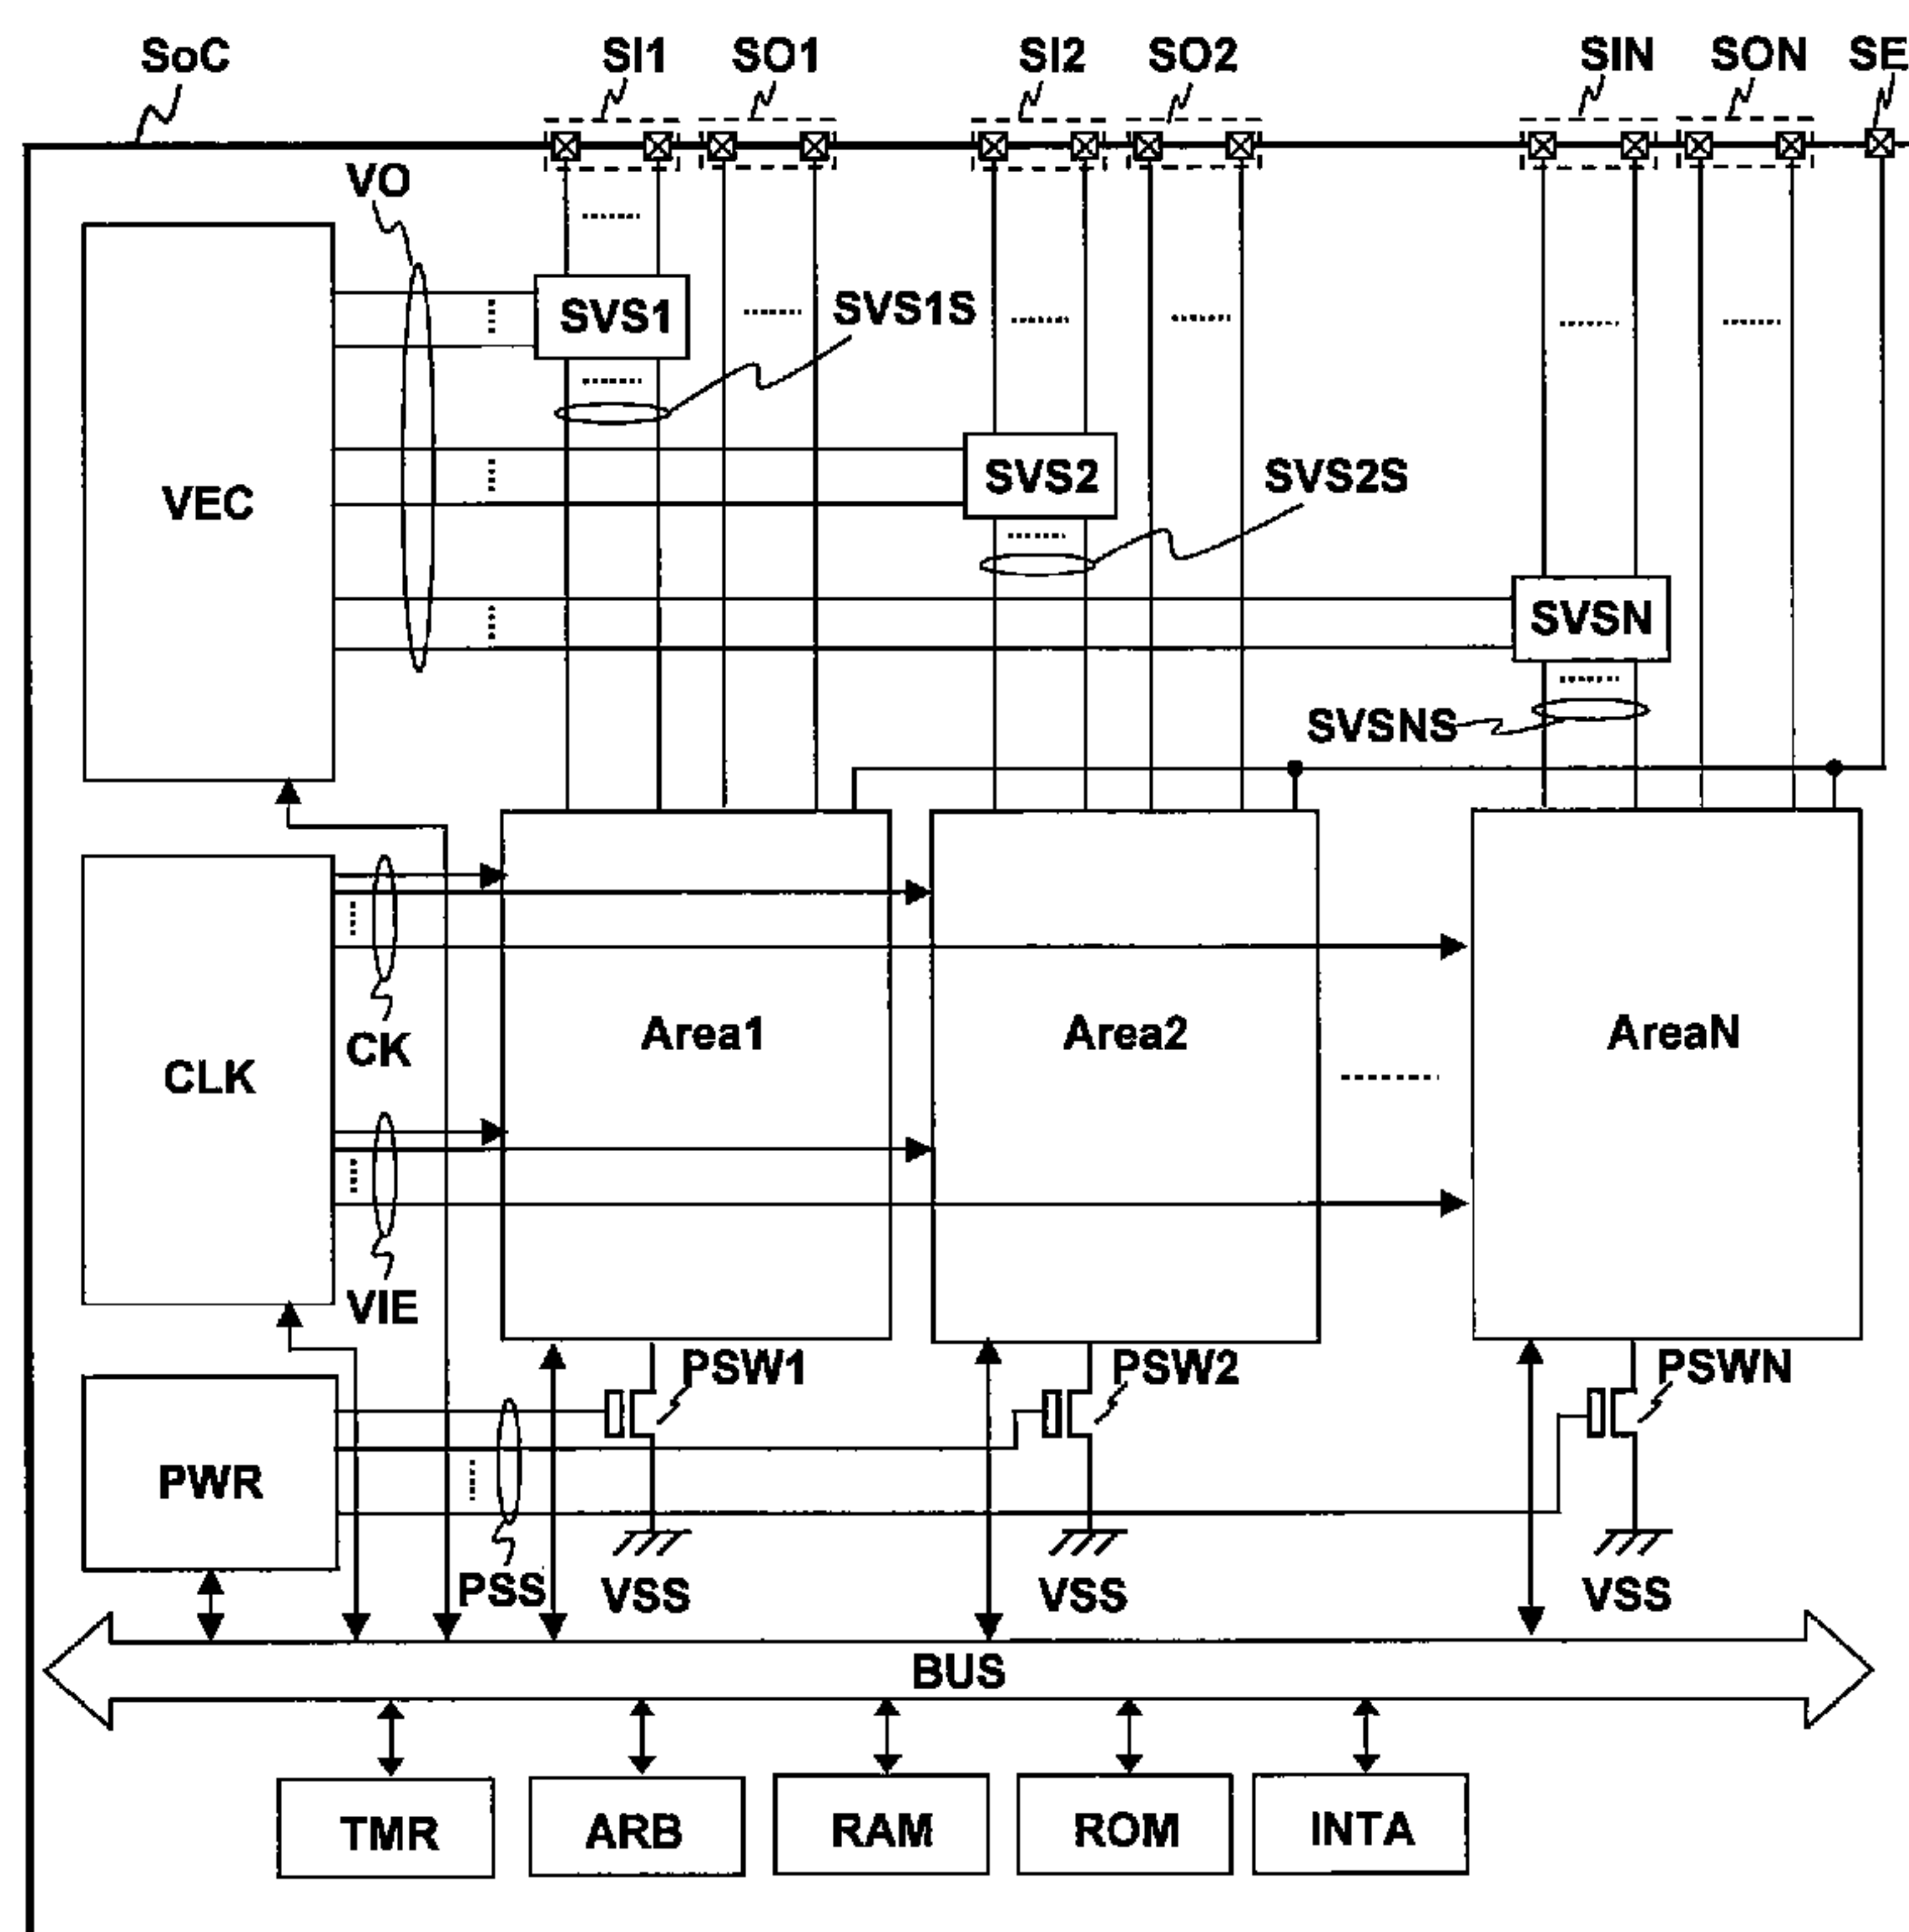 SoC SI1 SO1 SI2 SO2 SIN SON SE
VO
SVS1 SVS1S
VEC SVS2 SVS2S
SVSN
SVSNS
CK Area1 Area2 AreaN
CLK
VIE
PSW1 PSW2 PSWN
PWR
PSS VSS VSS VSS
BUS
TMR ARB RAM ROM INTA